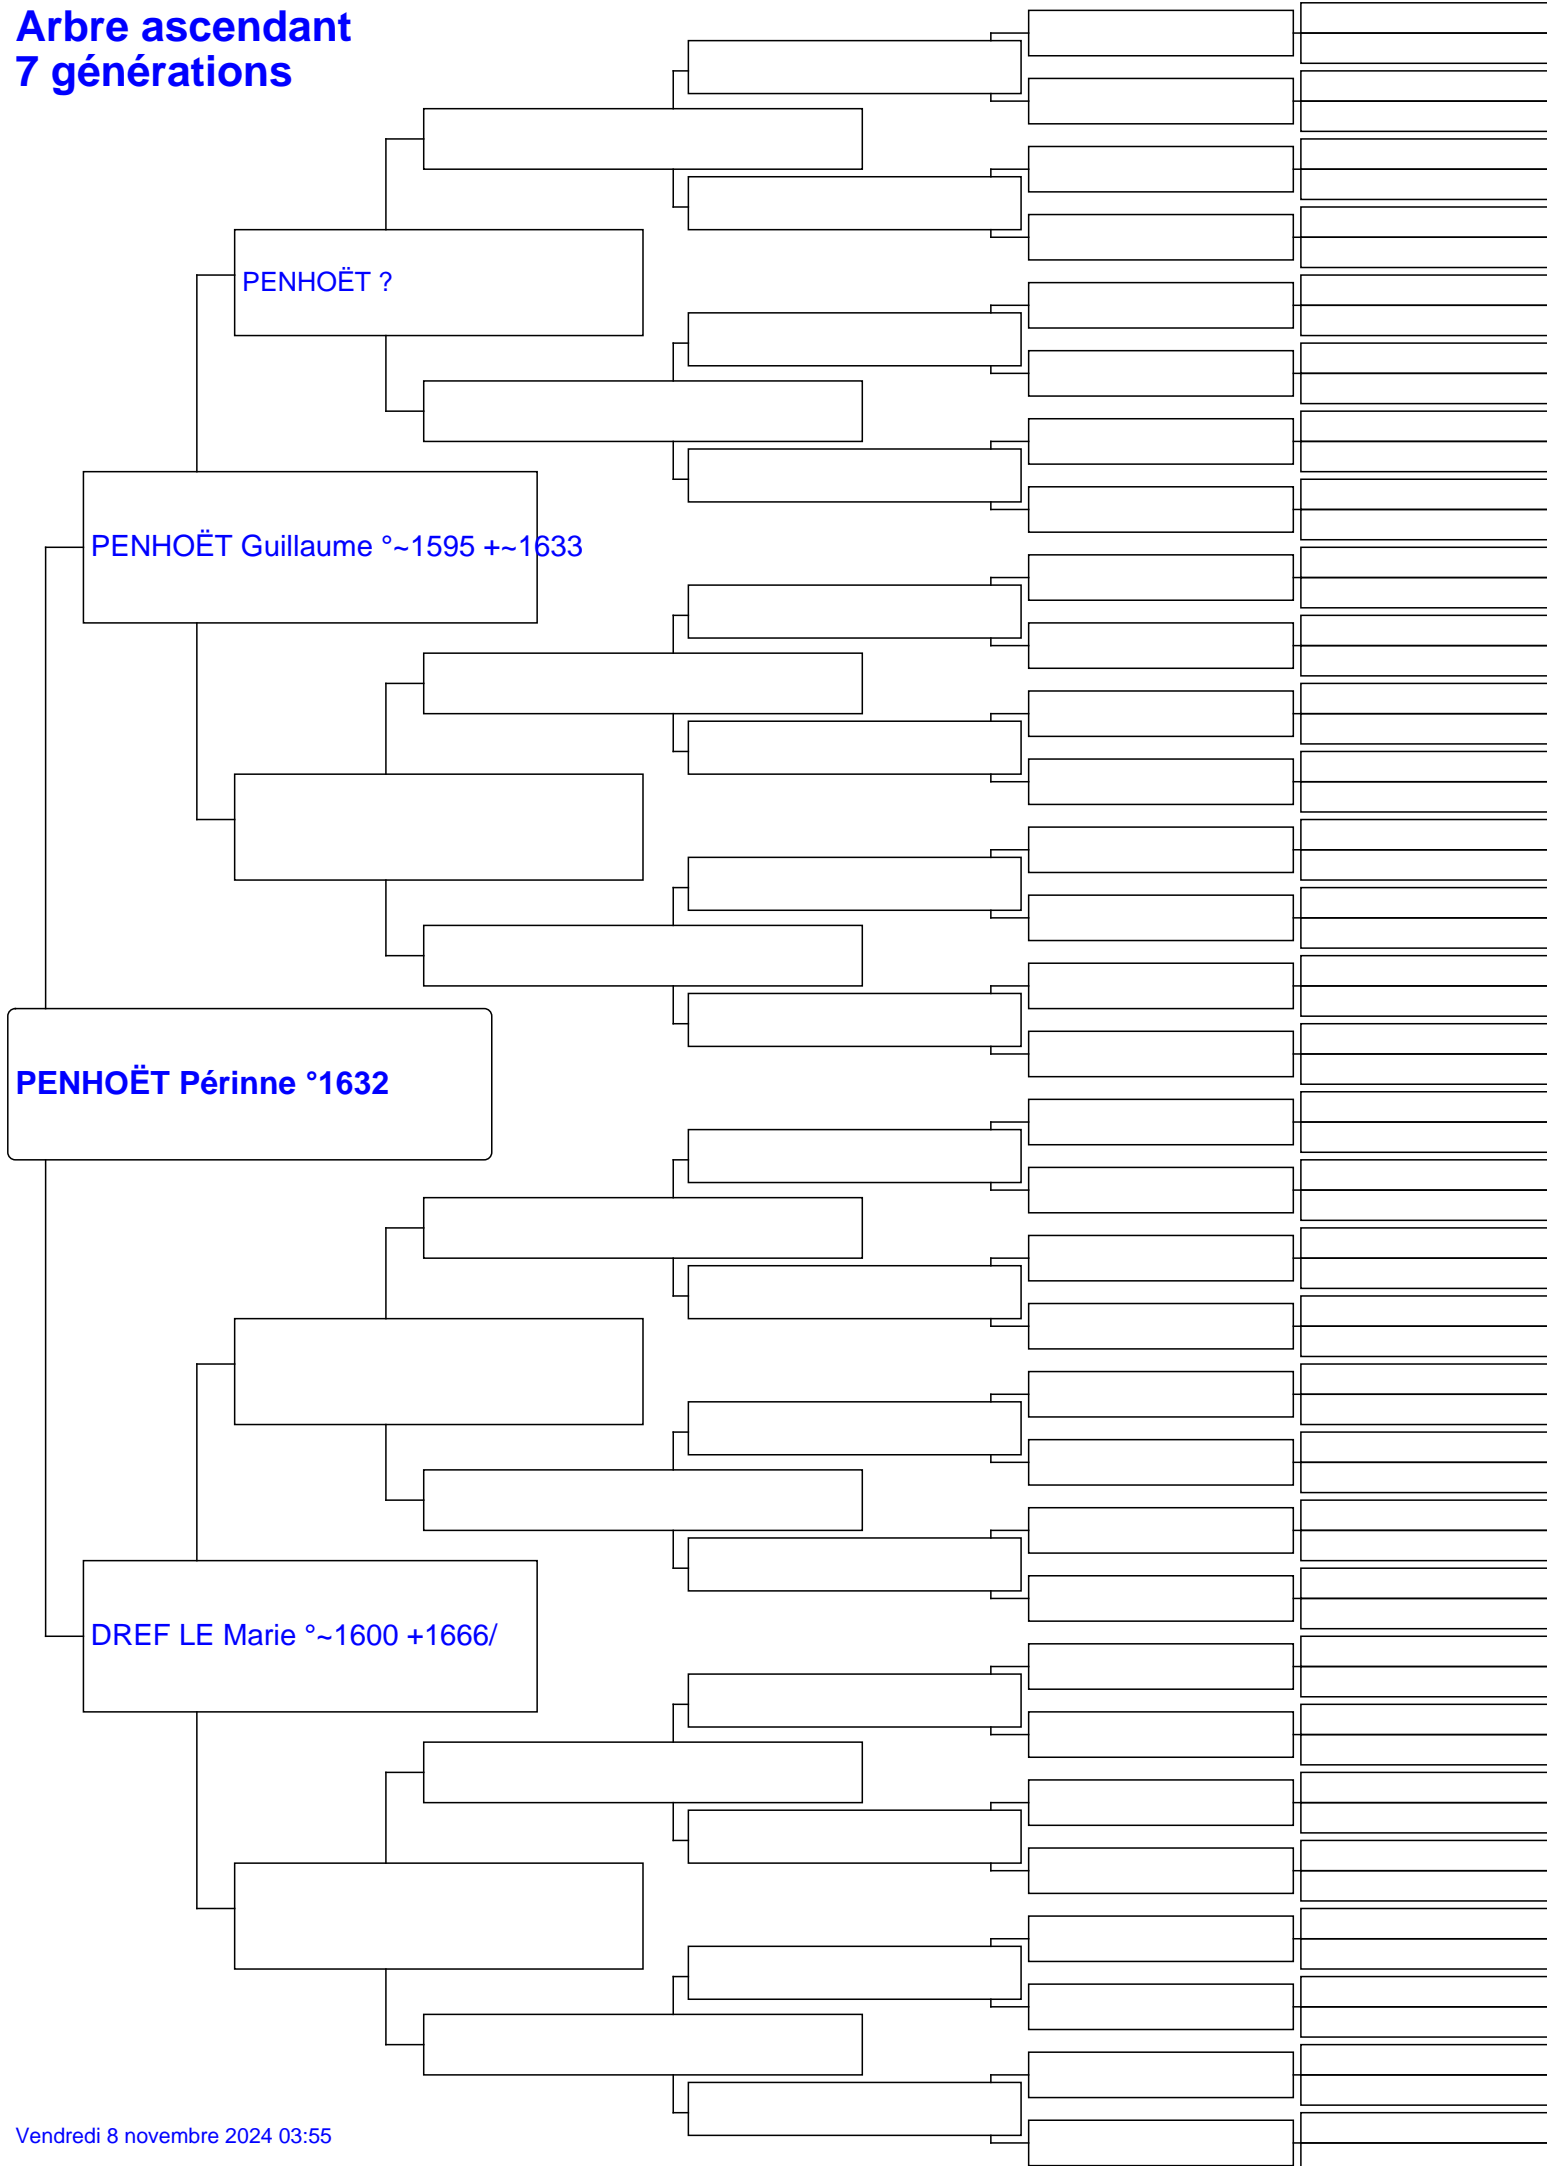 Arbre ascendant
7 générations
PENHOËT ?
PENHOËT Guillaume °~1595 +~1633
PENHOËT Périnne °1632
DREF LE Marie °~1600 +1666/
Vendredi 8 novembre 2024 03:55